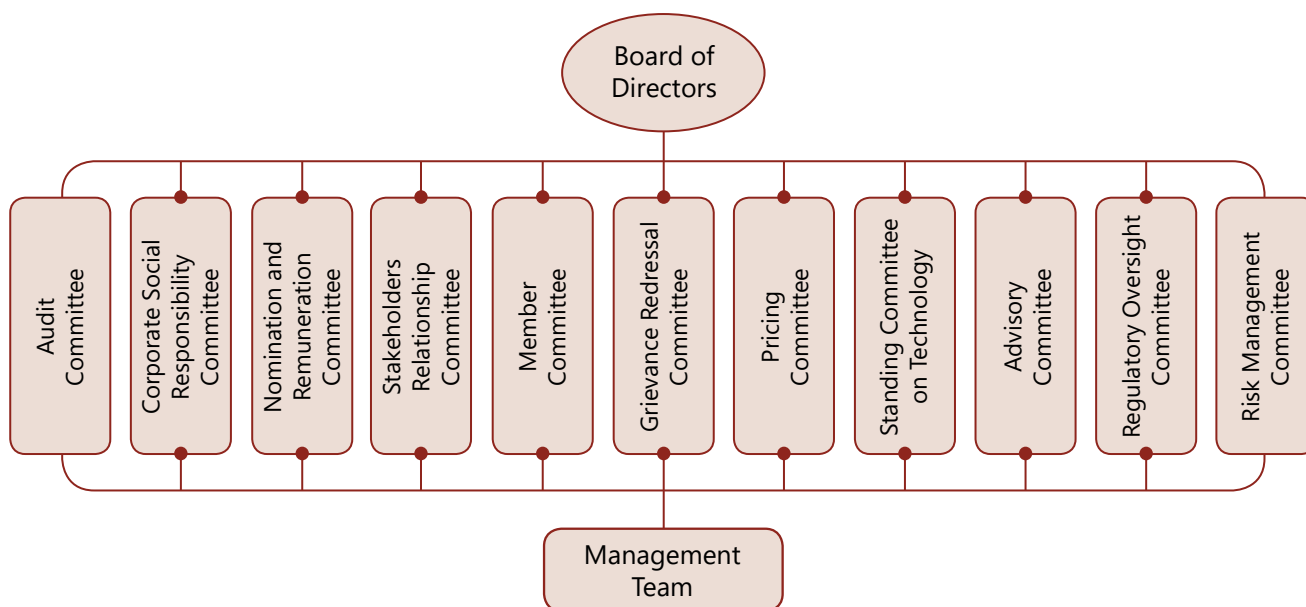 Board of
Directors
Audit
Committee
Corporate Social
Responsibility
Committee
Nomination and
Remuneration
Committee
Stakeholders
Relationship
Committee
Member
Committee
Grievance Redressal
Committee
Pricing
Committee
Standing Committee
on Technology
Advisory
Committee
Regulatory Oversight
Committee
Risk Management
Committee
Management
Team